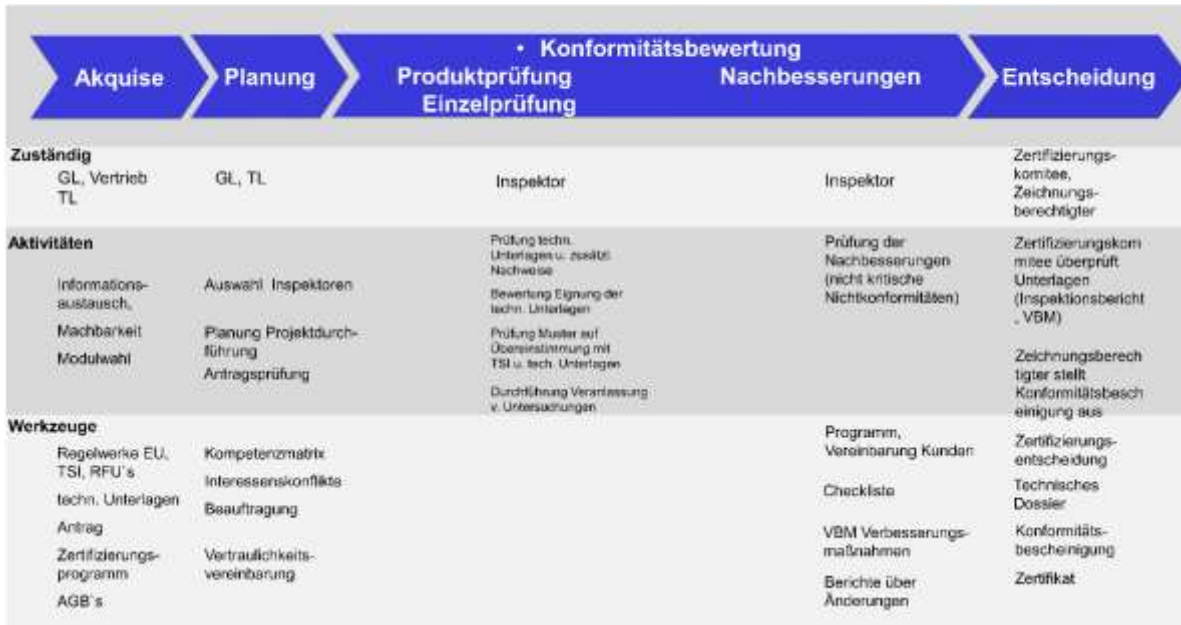 • Konformitätsbewertung
Akquise
Planung
Produktprüfung
Einzelprüfung
Nachbesserungen
Entscheidung
Zuständig
GL, Vertrieb
TL
GL, TL
Inspektor
Inspektor
Zertifizierungs-
komitee,
Zeichnungs-
berechtigter
Aktivitäten
Informations-
austausch,
Machbarkeit
Modulwahl
Auswahl Inspektoren
Planung Projektdurch-
führung
Antragsprüfung
Prüfung techn.
Unterlagen u. zusätzl.
Nachweise
Bewertung Eignung der
techn. Unterlagen
Prüfung Muster auf
Übereinstimmung mit
TSI u. tech. Unterlagen
Durchführung Veranlassung
v. Untersuchungen
Prüfung der
Nachbesserungen
(nicht kritische
Nichtkonformitäten)
Zertifizierungskom
mitee überprüft
Unterlagen
(Inspektionsbericht
, VBM)
Zeichnungsberech
tigter stellt
Konformitätsbesch
einigung aus
Werkzeuge
Regelwerke EU,
TSI, RFU`s
techn. Unterlagen
Antrag
Zertifizierungs-
programm
AGB`s
Kompetenzmatrix
Interessenskonflikte
Beauftragung
Vertraulichkeits-
vereinbarung
Programm,
Vereinbarung Kunden
Checkliste
VBM Verbesserungs-
maßnahmen
Berichte über
Änderungen
Zertifizierungs-
entscheidung
Technisches
Dossier
Konformitäts-
bescheinigung
Zertifikat